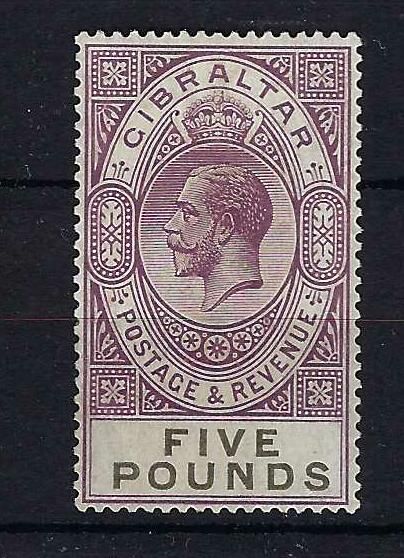 GIBRALTAR
POSTAGE & REVENUE
FIVE
POUNDS